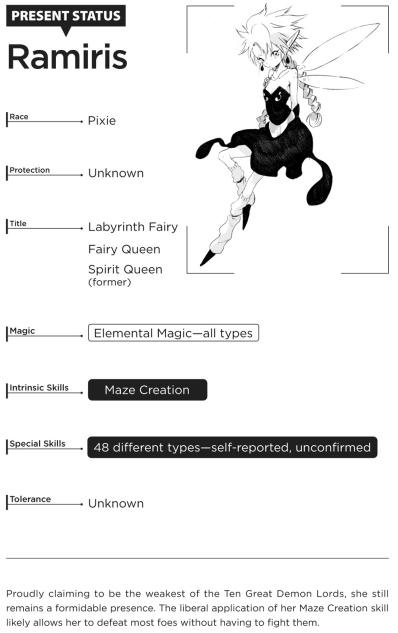 PRESENT STATUS
Ramiris
Race
Pixie
Protection
Unknown
Title
Labyrinth Fairy
Fairy Queen
Spirit Queen
(former)
Magic
Elemental Magic—all types
Intrinsic Skills
Maze Creation
Special Skills
48 different types—self-reported, unconfirmed
Tolerance
Unknown
Proudly claiming to be the weakest of the Ten Great Demon Lords, she still
remains a formidable presence. The liberal application of her Maze Creation skill
likely allows her to defeat most foes without having to fight them.